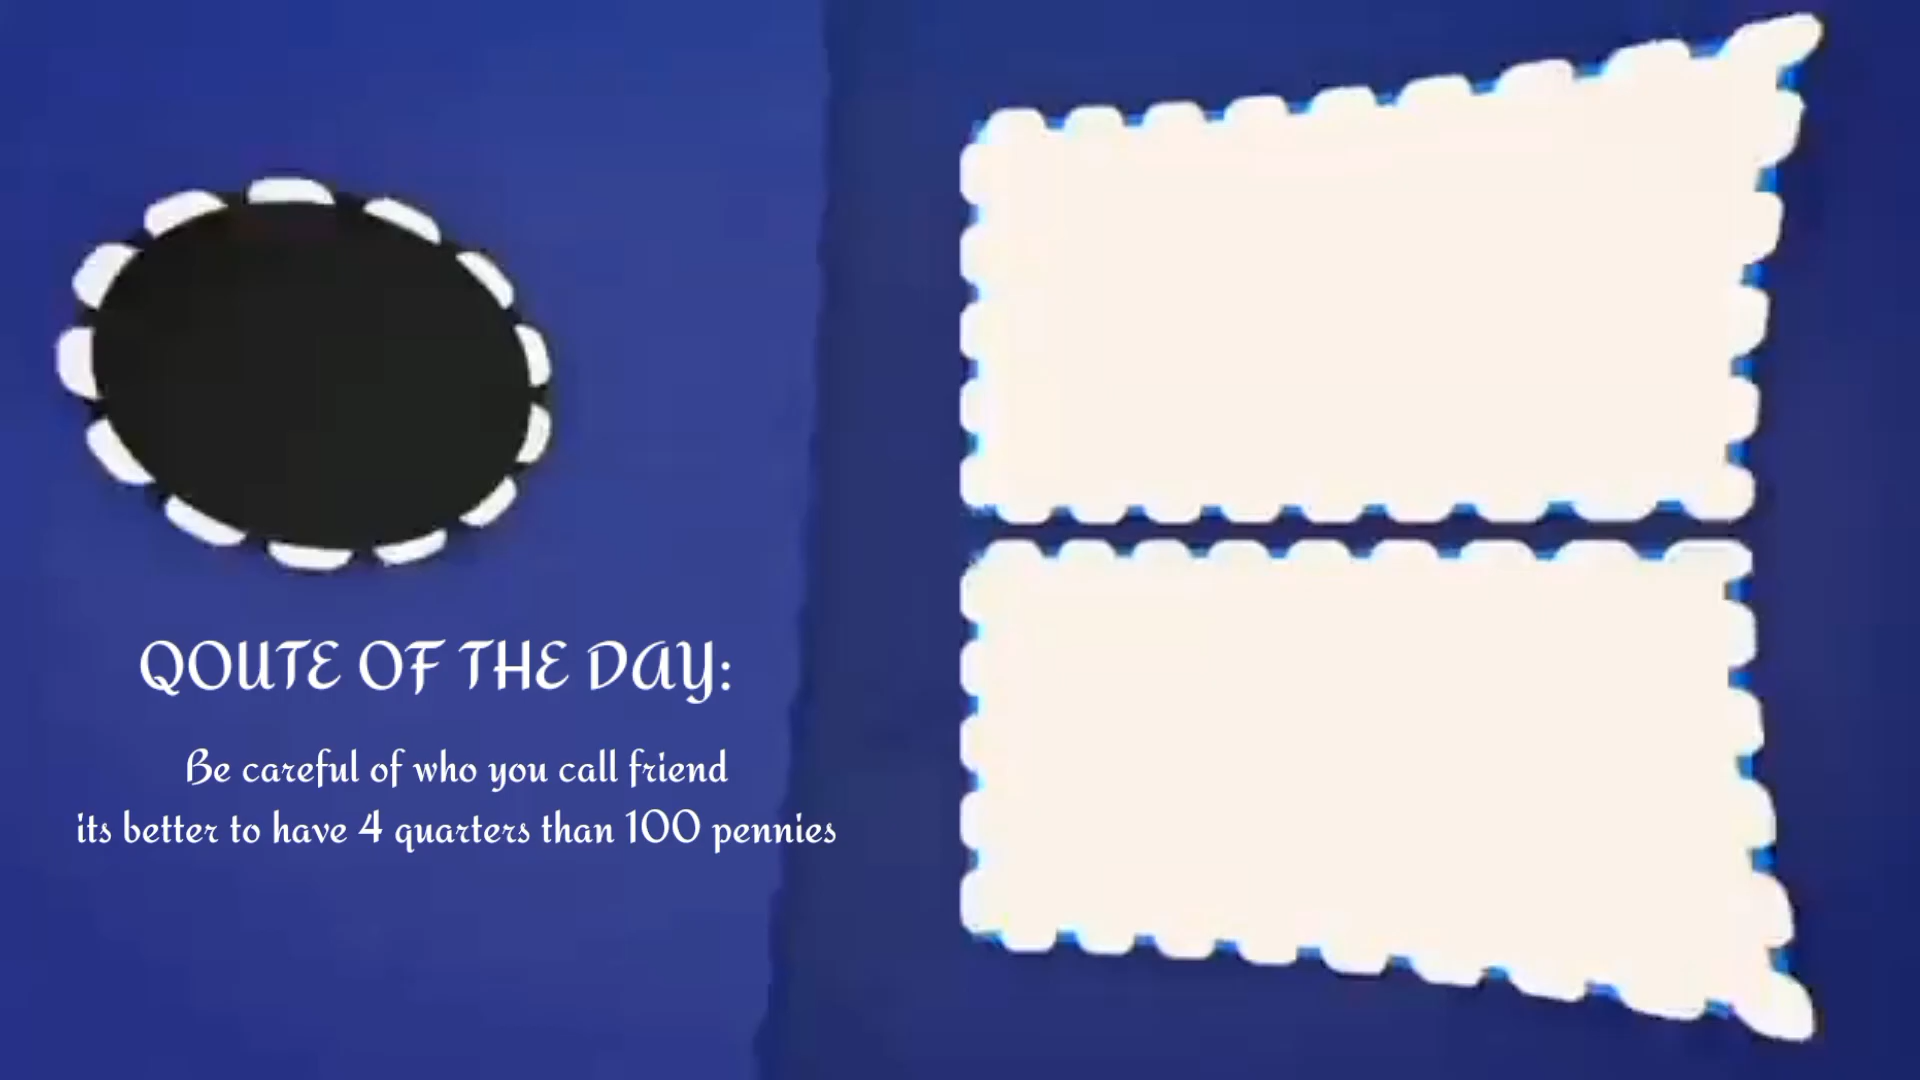 QOUTE OF THE DAY:
Be careful of who you call friend
its better to have 4 quarters than 100 pennies